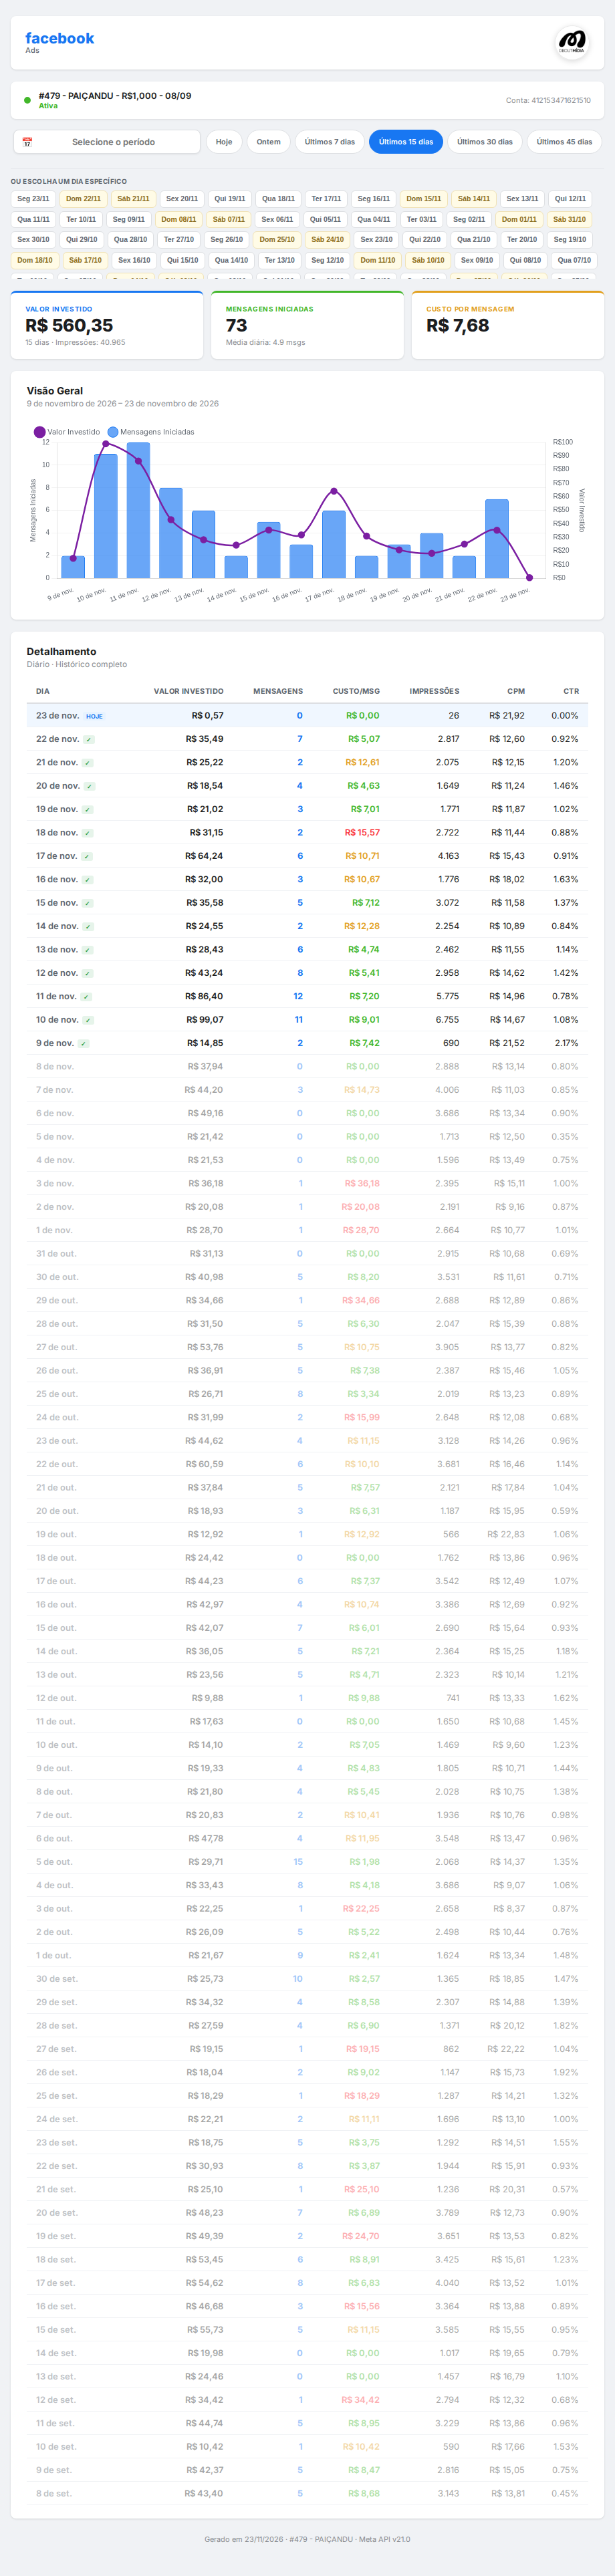 facebook
Ads
DEOLITMÍDIA
#479 - PAIÇANDU - R$1,000 - 08/09
Ativa
Conta: 412153471621510
Selecione o período
Hoje
Ontem
Últimos 7 dias
Últimos 15 dias
Últimos 30 dias
Últimos 45 dias
OU ESCOLHA UM DIA ESPECÍFICO
Seg 23/11 Dom 22/11 Sáb 21/11 Sex 20/11 Qui 19/11 Qua 18/11 Ter 17/11 Seg 16/11 Dom 15/11 Sáb 14/11 Sex 13/11 Qui 12/11
Qua 11/11 Ter 10/11 Seg 09/11 Dom 08/11 Sáb 07/11 Sex 06/11 Qui 05/11 Qua 04/11 Ter 03/11 Seg 02/11 Dom 01/11 Sáb 31/10
Sex 30/10 Qui 29/10 Qua 28/10 Ter 27/10 Seg 26/10 Dom 25/10 Sáb 24/10 Sex 23/10 Qui 22/10 Qua 21/10 Ter 20/10 Seg 19/10
Dom 18/10 Sáb 17/10 Sex 16/10 Qui 15/10 Qua 14/10 Ter 13/10 Seg 12/10 Dom 11/10 Sáb 10/10 Sex 09/10 Qui 08/10 Qua 07/10
VALOR INVESTIDO
R$ 560,35
15 dias · Impressões: 40.965
MENSAGENS INICIADAS
73
Média diária: 4.9 msgs
CUSTO POR MENSAGEM
R$ 7,68
Visão Geral
9 de novembro de 2026 – 23 de novembro de 2026
Valor Investido Mensagens Iniciadas
Mensagens Iniciadas
12
10
8
6
4
2
0
R$100
R$90
R$80
R$70
R$60
R$50
R$40
R$30
R$20
R$10
R$0
Valor Investido
9 de nov. 10 de nov. 11 de nov. 12 de nov. 13 de nov. 14 de nov. 15 de nov. 16 de nov. 17 de nov. 18 de nov. 19 de nov. 20 de nov. 21 de nov. 22 de nov. 23 de nov.
Detalhamento
Diário · Histórico completo
DIA VALOR INVESTIDO MENSAGENS CUSTO/MSG IMPRESSÕES CPM CTR
23 de nov. HOJE R$ 0,57 0 R$ 0,00 26 R$ 21,92 0.00%
22 de nov. ✓ R$ 35,49 7 R$ 5,07 2.817 R$ 12,60 0.92%
21 de nov. ✓ R$ 25,22 2 R$ 12,61 2.075 R$ 12,15 1.20%
20 de nov. ✓ R$ 18,54 4 R$ 4,63 1.649 R$ 11,24 1.46%
19 de nov. ✓ R$ 21,02 3 R$ 7,01 1.771 R$ 11,87 1.02%
18 de nov. ✓ R$ 31,15 2 R$ 15,57 2.722 R$ 11,44 0.88%
17 de nov. ✓ R$ 64,24 6 R$ 10,71 4.163 R$ 15,43 0.91%
16 de nov. ✓ R$ 32,00 3 R$ 10,67 1.776 R$ 18,02 1.63%
15 de nov. ✓ R$ 35,58 5 R$ 7,12 3.072 R$ 11,58 1.37%
14 de nov. ✓ R$ 24,55 2 R$ 12,28 2.254 R$ 10,89 0.84%
13 de nov. ✓ R$ 28,43 6 R$ 4,74 2.462 R$ 11,55 1.14%
12 de nov. ✓ R$ 43,24 8 R$ 5,41 2.958 R$ 14,62 1.42%
11 de nov. ✓ R$ 86,40 12 R$ 7,20 5.775 R$ 14,96 0.78%
10 de nov. ✓ R$ 99,07 11 R$ 9,01 6.755 R$ 14,67 1.08%
9 de nov. ✓ R$ 14,85 2 R$ 7,42 690 R$ 21,52 2.17%
8 de nov. R$ 37,94 0 R$ 0,00 2.888 R$ 13,14 0.80%
7 de nov. R$ 44,20 3 R$ 14,73 4.006 R$ 11,03 0.85%
6 de nov. R$ 49,16 0 R$ 0,00 3.686 R$ 13,34 0.90%
5 de nov. R$ 21,42 0 R$ 0,00 1.713 R$ 12,50 0.35%
4 de nov. R$ 21,53 0 R$ 0,00 1.596 R$ 13,49 0.75%
3 de nov. R$ 36,18 1 R$ 36,18 2.395 R$ 15,11 1.00%
2 de nov. R$ 20,08 1 R$ 20,08 2.191 R$ 9,16 0.87%
1 de nov. R$ 28,70 1 R$ 28,70 2.664 R$ 10,77 1.01%
31 de out. R$ 31,13 0 R$ 0,00 2.915 R$ 10,68 0.69%
30 de out. R$ 40,98 5 R$ 8,20 3.531 R$ 11,61 0.71%
29 de out. R$ 34,66 1 R$ 34,66 2.688 R$ 12,89 0.86%
28 de out. R$ 31,50 5 R$ 6,30 2.047 R$ 15,39 0.88%
27 de out. R$ 53,76 5 R$ 10,75 3.905 R$ 13,77 0.82%
26 de out. R$ 36,91 5 R$ 7,38 2.387 R$ 15,46 1.05%
25 de out. R$ 26,71 8 R$ 3,34 2.019 R$ 13,23 0.89%
24 de out. R$ 31,99 2 R$ 15,99 2.648 R$ 12,08 0.68%
23 de out. R$ 44,62 4 R$ 11,15 3.128 R$ 14,26 0.96%
22 de out. R$ 60,59 6 R$ 10,10 3.681 R$ 16,46 1.14%
21 de out. R$ 37,84 5 R$ 7,57 2.121 R$ 17,84 1.04%
20 de out. R$ 18,93 3 R$ 6,31 1.187 R$ 15,95 0.59%
19 de out. R$ 12,92 1 R$ 12,92 566 R$ 22,83 1.06%
18 de out. R$ 24,42 0 R$ 0,00 1.762 R$ 13,86 0.96%
17 de out. R$ 44,23 6 R$ 7,37 3.542 R$ 12,49 1.07%
16 de out. R$ 42,97 4 R$ 10,74 3.386 R$ 12,69 0.92%
15 de out. R$ 42,07 7 R$ 6,01 2.690 R$ 15,64 0.93%
14 de out. R$ 36,05 5 R$ 7,21 2.364 R$ 15,25 1.18%
13 de out. R$ 23,56 5 R$ 4,71 2.323 R$ 10,14 1.21%
12 de out. R$ 9,88 1 R$ 9,88 741 R$ 13,33 1.62%
11 de out. R$ 17,63 0 R$ 0,00 1.650 R$ 10,68 1.45%
10 de out. R$ 14,10 2 R$ 7,05 1.469 R$ 9,60 1.23%
9 de out. R$ 19,33 4 R$ 4,83 1.805 R$ 10,71 1.44%
8 de out. R$ 21,80 4 R$ 5,45 2.028 R$ 10,75 1.38%
7 de out. R$ 20,83 2 R$ 10,41 1.936 R$ 10,76 0.98%
6 de out. R$ 47,78 4 R$ 11,95 3.548 R$ 13,47 0.96%
5 de out. R$ 29,71 15 R$ 1,98 2.068 R$ 14,37 1.35%
4 de out. R$ 33,43 8 R$ 4,18 3.686 R$ 9,07 1.06%
3 de out. R$ 22,25 1 R$ 22,25 2.658 R$ 8,37 0.87%
2 de out. R$ 26,09 5 R$ 5,22 2.498 R$ 10,44 0.76%
1 de out. R$ 21,67 9 R$ 2,41 1.624 R$ 13,34 1.48%
30 de set. R$ 25,73 10 R$ 2,57 1.365 R$ 18,85 1.47%
29 de set. R$ 34,32 4 R$ 8,58 2.307 R$ 14,88 1.39%
28 de set. R$ 27,59 4 R$ 6,90 1.371 R$ 20,12 1.82%
27 de set. R$ 19,15 1 R$ 19,15 862 R$ 22,22 1.04%
26 de set. R$ 18,04 2 R$ 9,02 1.147 R$ 15,73 1.92%
25 de set. R$ 18,29 1 R$ 18,29 1.287 R$ 14,21 1.32%
24 de set. R$ 22,21 2 R$ 11,11 1.696 R$ 13,10 1.00%
23 de set. R$ 18,75 5 R$ 3,75 1.292 R$ 14,51 1.55%
22 de set. R$ 30,93 8 R$ 3,87 1.944 R$ 15,91 0.93%
21 de set. R$ 25,10 1 R$ 25,10 1.236 R$ 20,31 0.57%
20 de set. R$ 48,23 7 R$ 6,89 3.789 R$ 12,73 0.90%
19 de set. R$ 49,39 2 R$ 24,70 3.651 R$ 13,53 0.82%
18 de set. R$ 53,45 6 R$ 8,91 3.425 R$ 15,61 1.23%
17 de set. R$ 54,62 8 R$ 6,83 4.040 R$ 13,52 1.01%
16 de set. R$ 46,68 3 R$ 15,56 3.364 R$ 13,88 0.89%
15 de set. R$ 55,73 5 R$ 11,15 3.585 R$ 15,55 0.95%
14 de set. R$ 19,98 0 R$ 0,00 1.017 R$ 19,65 0.79%
13 de set. R$ 24,46 0 R$ 0,00 1.457 R$ 16,79 1.10%
12 de set. R$ 34,42 1 R$ 34,42 2.794 R$ 12,32 0.68%
11 de set. R$ 44,74 5 R$ 8,95 3.229 R$ 13,86 0.96%
10 de set. R$ 10,42 1 R$ 10,42 590 R$ 17,66 1.53%
9 de set. R$ 42,37 5 R$ 8,47 2.816 R$ 15,05 0.75%
8 de set. R$ 43,40 5 R$ 8,68 3.143 R$ 13,81 0.45%
Gerado em 23/11/2026 · #479 - PAIÇANDU · Meta API v21.0